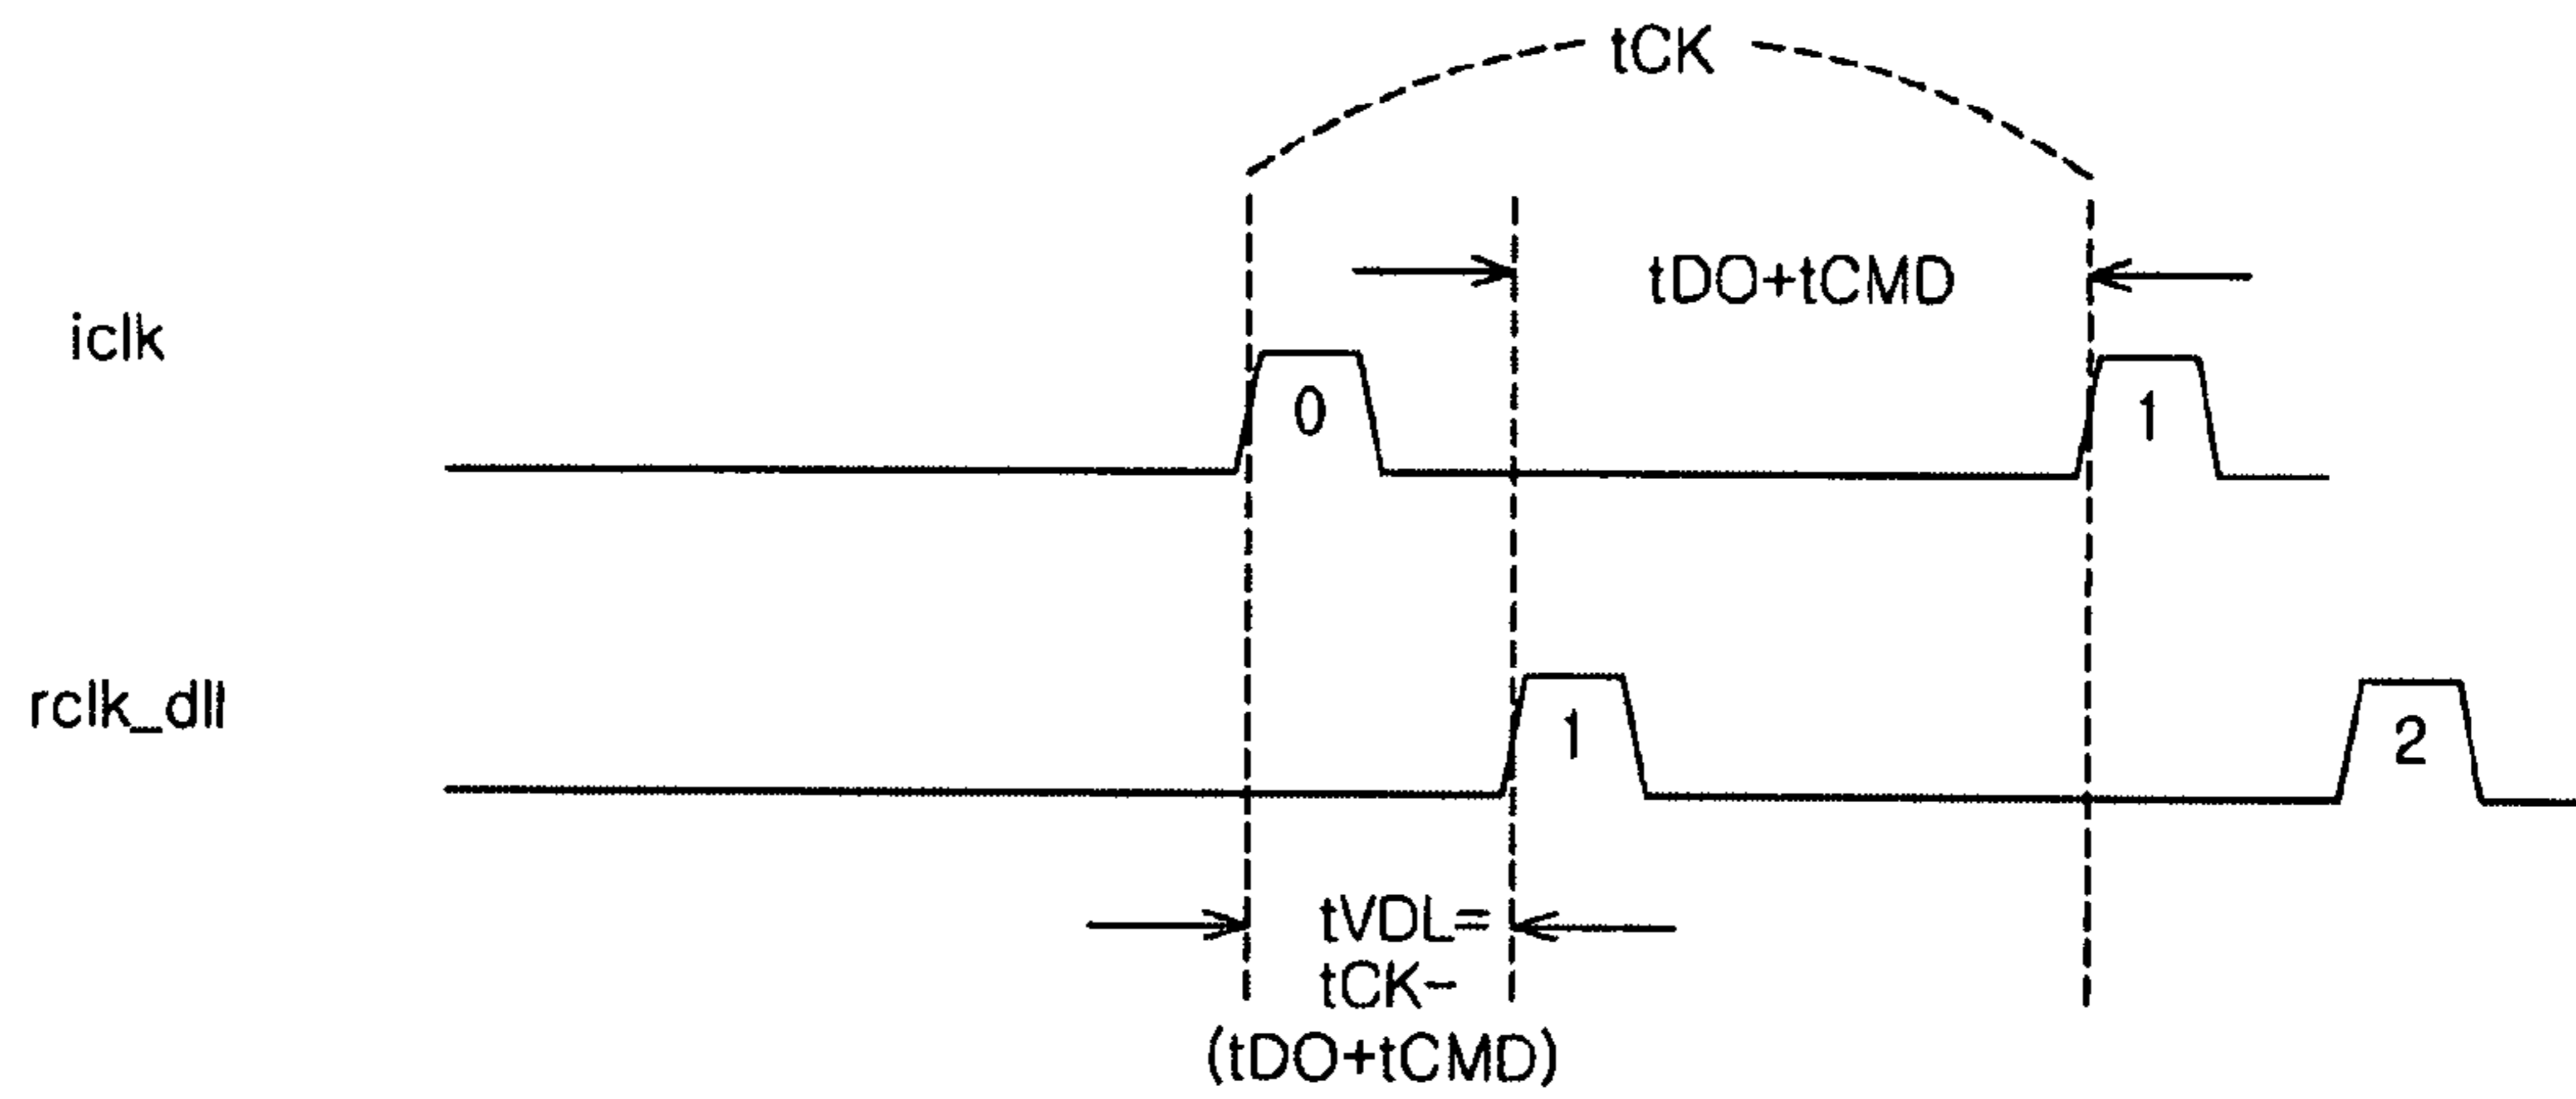 tCK
tDO+tCMD
iclk
0
1
rclk_dll
1
2
tVDL=
tCK-
(tDO+tCMD)